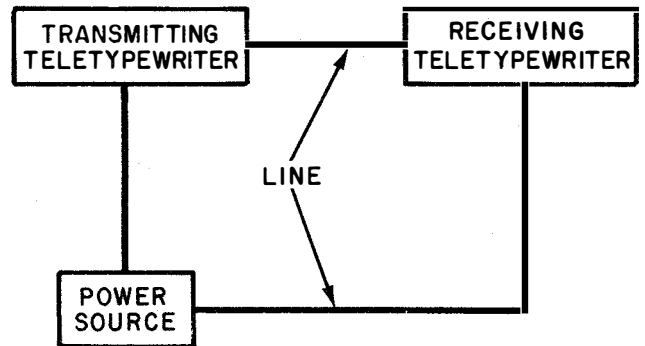 TRANSMITTING
TELETYPEWRITER
RECEIVING
TELETYPEWRITER
LINE
POWER
SOURCE